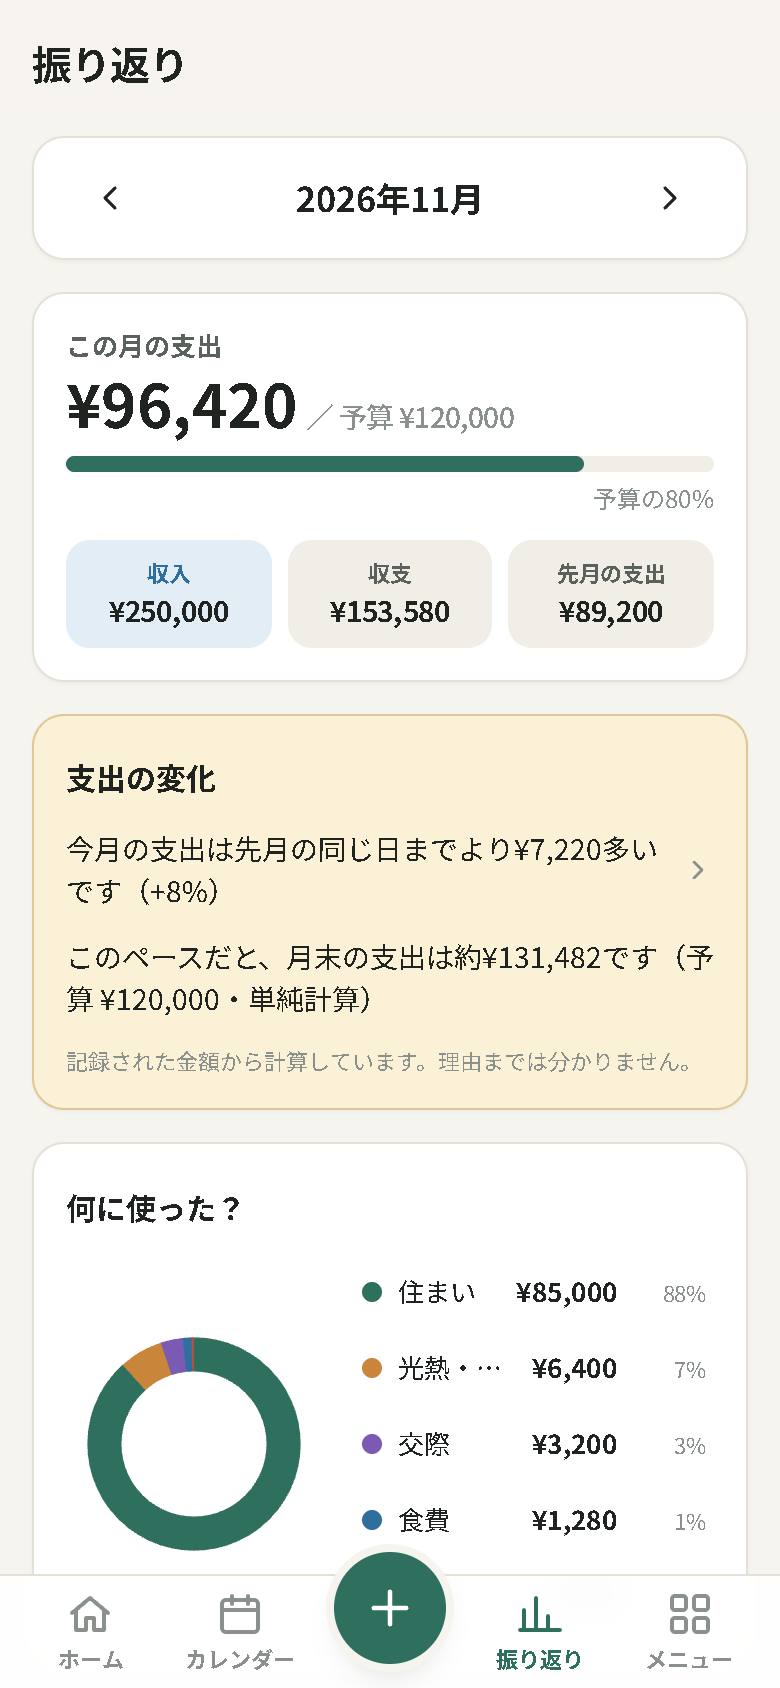 振り返り
2026年11月
この月の支出
¥96,420 ／ 予算 ¥120,000
予算の80%
収入
¥250,000
収支
¥153,580
先月の支出
¥89,200
支出の変化
今月の支出は先月の同じ日までより¥7,220多い
です（+8%）
このペースだと、月末の支出は約¥131,482です（予
算 ¥120,000・単純計算）
記録された金額から計算しています。理由までは分かりません。
何に使った？
住まい ¥85,000 88%
光熱・… ¥6,400 7%
交際 ¥3,200 3%
食費 ¥1,280 1%
ホーム
カレンダー
振り返り
メニュー